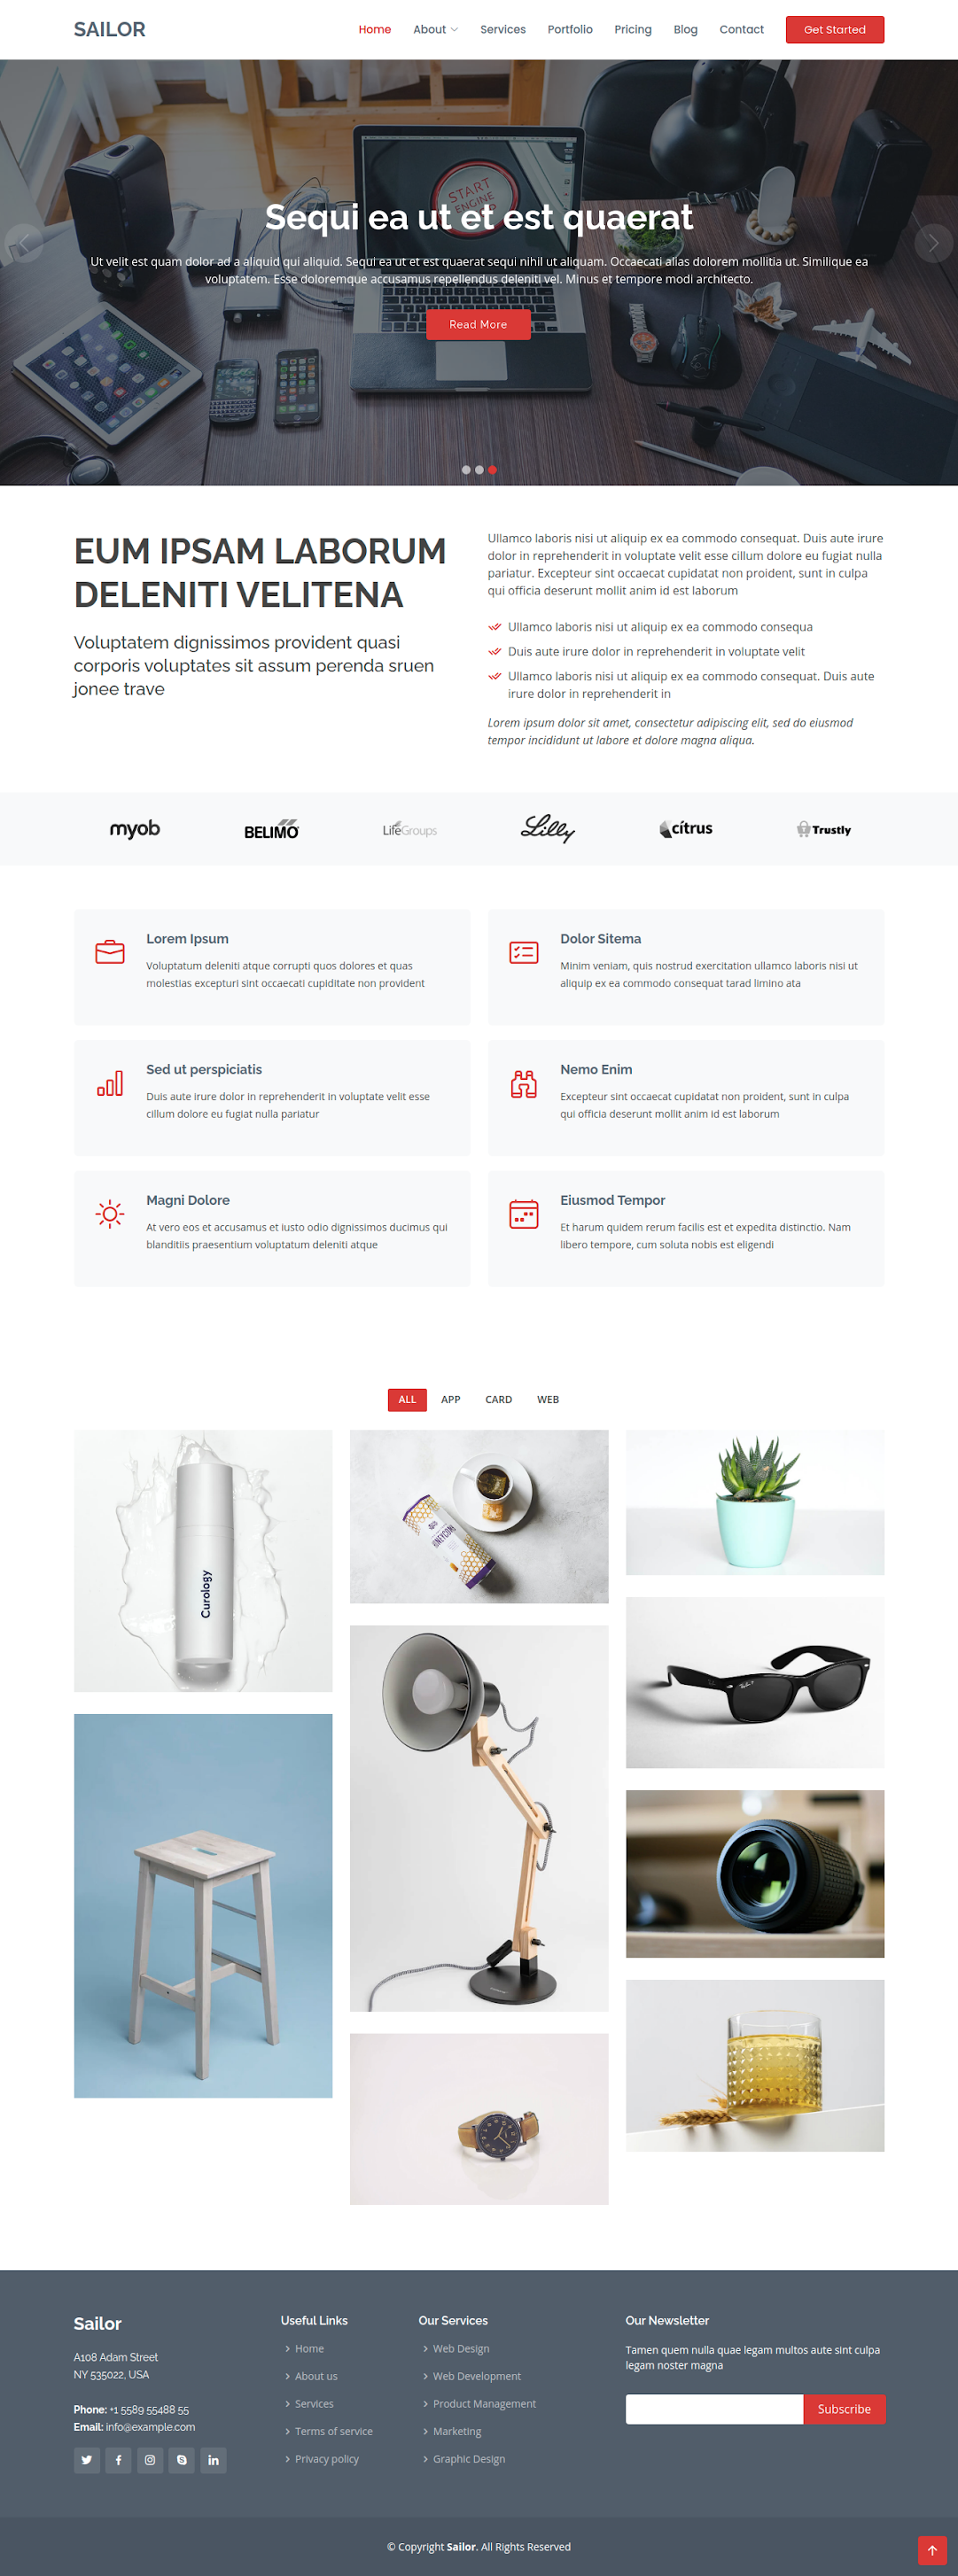 SAILOR
Home About Services Portfolio Pricing Blog Contact Get Started
START
ENGINE
Sequi ea ut et est quaerat
Ut velit est quam dolor ad a aliquid qui aliquid. Sequi ea ut et est quaerat sequi nihil ut aliquam. Occaecati alias dolorem mollitia ut. Similique ea
voluptatem. Esse doloremque accusamus repellendus deleniti vel. Minus et tempore modi architecto.
Read More
EUM IPSAM LABORUM
DELENITI VELITENA
Voluptatem dignissimos provident quasi
corporis voluptates sit assum perenda sruen
jonee trave
Ullamco laboris nisi ut aliquip ex ea commodo consequat. Duis aute irure
dolor in reprehenderit in voluptate velit esse cillum dolore eu fugiat nulla
pariatur. Excepteur sint occaecat cupidatat non proident, sunt in culpa
qui officia deserunt mollit anim id est laborum
Ullamco laboris nisi ut aliquip ex ea commodo consequa
Duis aute irure dolor in reprehenderit in voluptate velit
Ullamco laboris nisi ut aliquip ex ea commodo consequat. Duis aute
irure dolor in reprehenderit in
Lorem ipsum dolor sit amet, consectetur adipiscing elit, sed do eiusmod
tempor incididunt ut labore et dolore magna aliqua.
myob BELIMO LifeGroups Lilly citrus Trustly
Lorem Ipsum
Voluptatum deleniti atque corrupti quos dolores et quas
molestias excepturi sint occaecati cupiditate non provident
Dolor Sitema
Minim veniam, quis nostrud exercitation ullamco laboris nisi ut
aliquip ex ea commodo consequat tarad limino ata
Sed ut perspiciatis
Duis aute irure dolor in reprehenderit in voluptate velit esse
cillum dolore eu fugiat nulla pariatur
Nemo Enim
Excepteur sint occaecat cupidatat non proident, sunt in culpa
qui officia deserunt mollit anim id est laborum
Magni Dolore
At vero eos et accusamus et iusto odio dignissimos ducimus qui
blanditiis praesentium voluptatum deleniti atque
Eiusmod Tempor
Et harum quidem rerum facilis est et expedita distinctio. Nam
libero tempore, cum soluta nobis est eligendi
ALL APP CARD WEB
Curology
HONEYCOMB
Ray-Ban
Sailor
A108 Adam Street
NY 535022, USA
Phone: +1 5589 55488 55
Email: info@example.com
Useful Links
Home
About us
Services
Terms of service
Privacy policy
Our Services
Web Design
Web Development
Product Management
Marketing
Graphic Design
Our Newsletter
Tamen quem nulla quae legam multos aute sint culpa
legam noster magna
Subscribe
© Copyright Sailor. All Rights Reserved